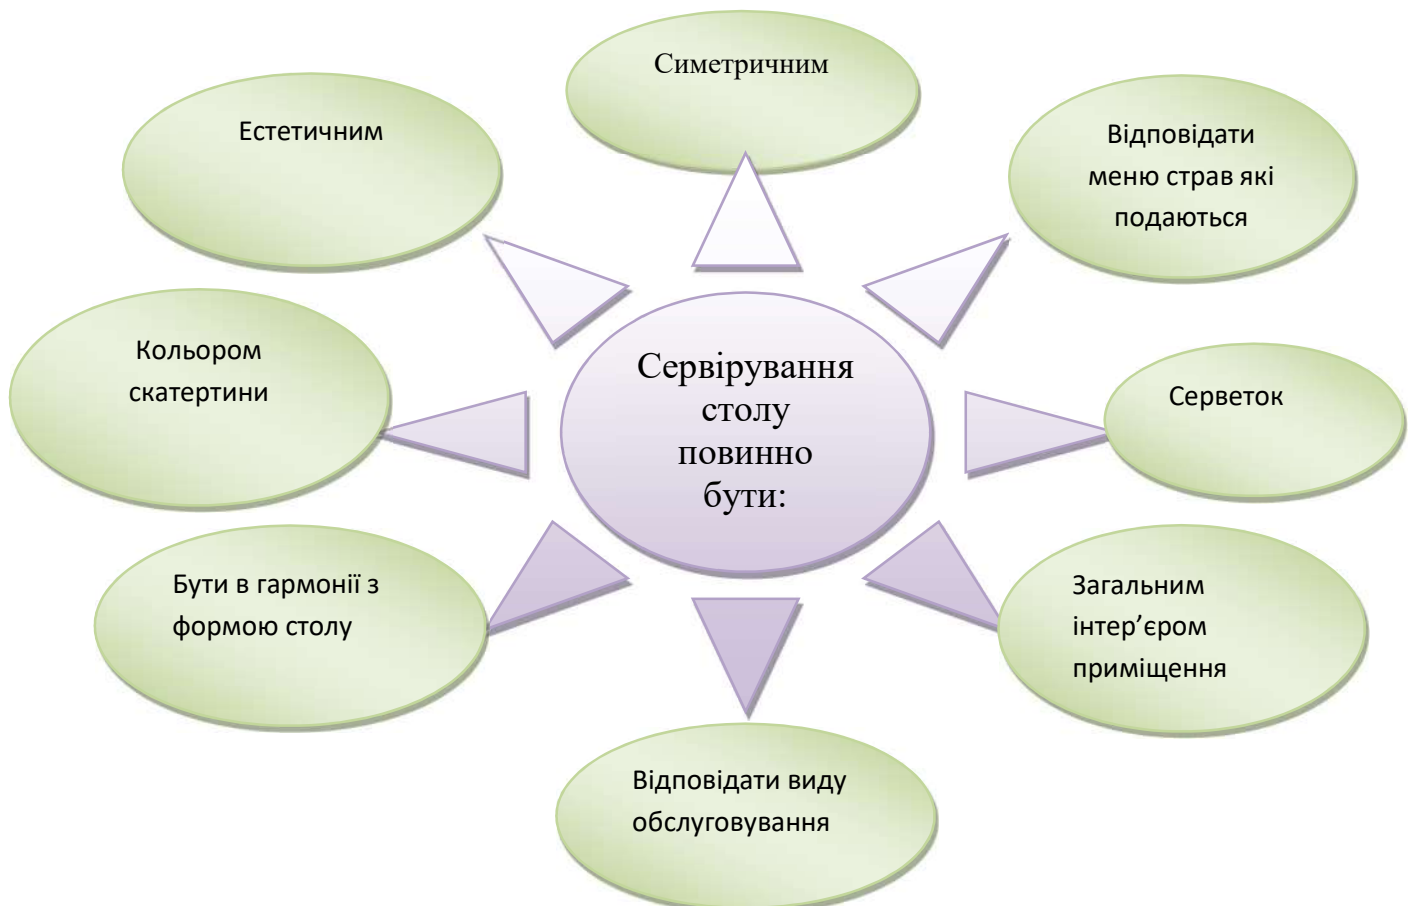 Симетричним
Естетичним
Відповідати
меню страв які
подаються
Кольором
скатертини
Сервірування
столу
повинно
бути:
Серветок
Бути в гармонії з
формою столу
Загальним
інтер’єром
приміщення
Відповідати виду
обслуговування